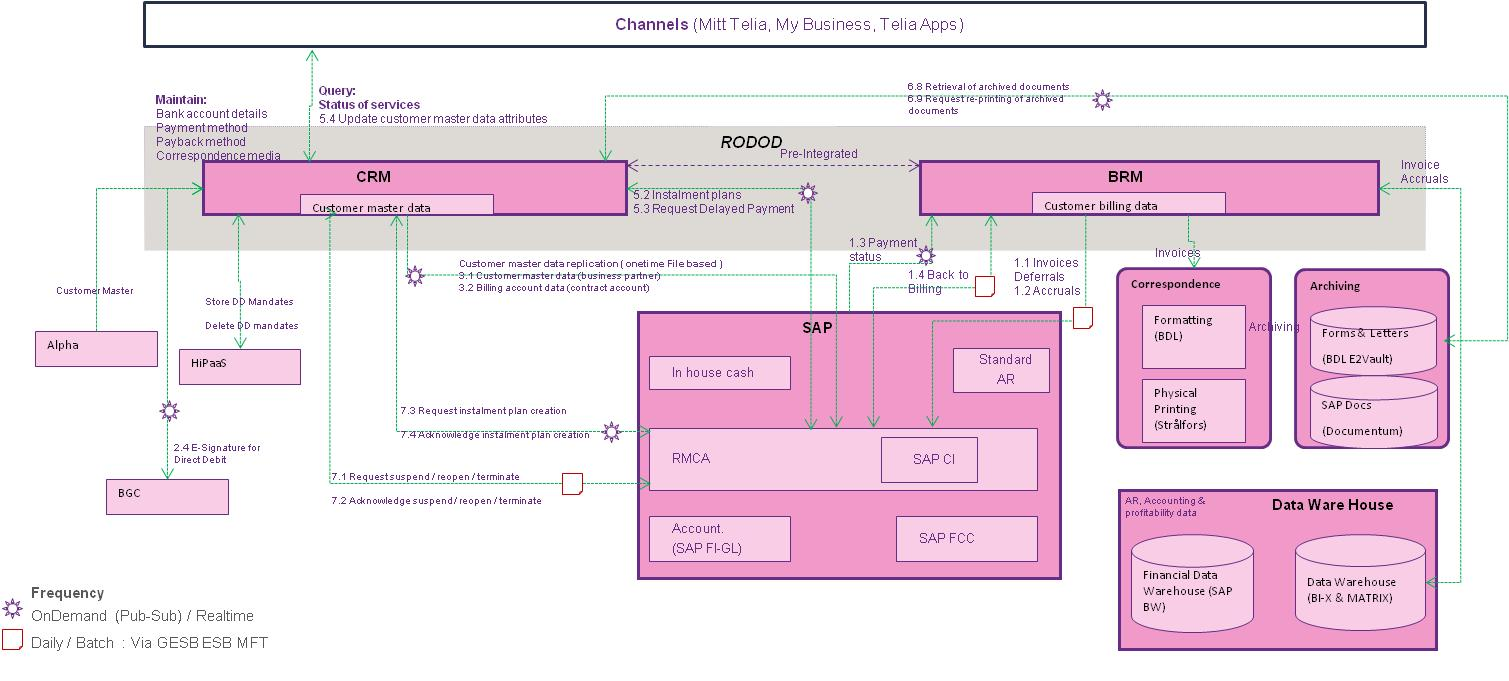 Channels (Mitt Telia, My Business, Telia Apps)
Maintain:
Bank account details
Payment method
Payback method
Correspondence media
Query:
Status of services
5.4 Update customer master data attributes
6.8 Retrieval of archived documents
6.9 Request re-printing of archived
documents
RODOD
Pre-Integrated
CRM
Customer master data
BRM
Customer billing data
Invoice
Accruals
5.2 Instalment plans
5.3 Request Delayed Payment
1.3 Payment
status
1.4 Back to
Billing
1.1 Invoices
Deferrals
1.2 Accruals
Invoices
Customer master data replication ( onetime File based )
3.1 Customer master data (business partner)
3.2 Billing account data (contract account)
Customer Master
Store DD Mandates
Delete DD mandates
Alpha
HiPaaS
2.4 E-Signature for
Direct Debit
BGC
7.3 Request instalment plan creation
7.4 Acknowledge instalment plan creation
7.1 Request suspend / reopen / terminate
7.2 Acknowledge suspend / reopen / terminate
SAP
In house cash
Standard
AR
RMCA
SAP CI
Account.
(SAP FI-GL)
SAP FCC
Correspondence
Formatting
(BDL)
Physical
Printing
(Strålfors)
Archiving
Archiving
Forms & Letters
(BDL E2Vault)
SAP Docs
(Documentum)
AR, Accounting &
profitability data
Data Ware House
Financial Data
Warehouse (SAP
BW)
Data Warehouse
(BI-X & MATRIX)
Frequency
OnDemand (Pub-Sub) / Realtime
Daily / Batch : Via GESB ESB MFT